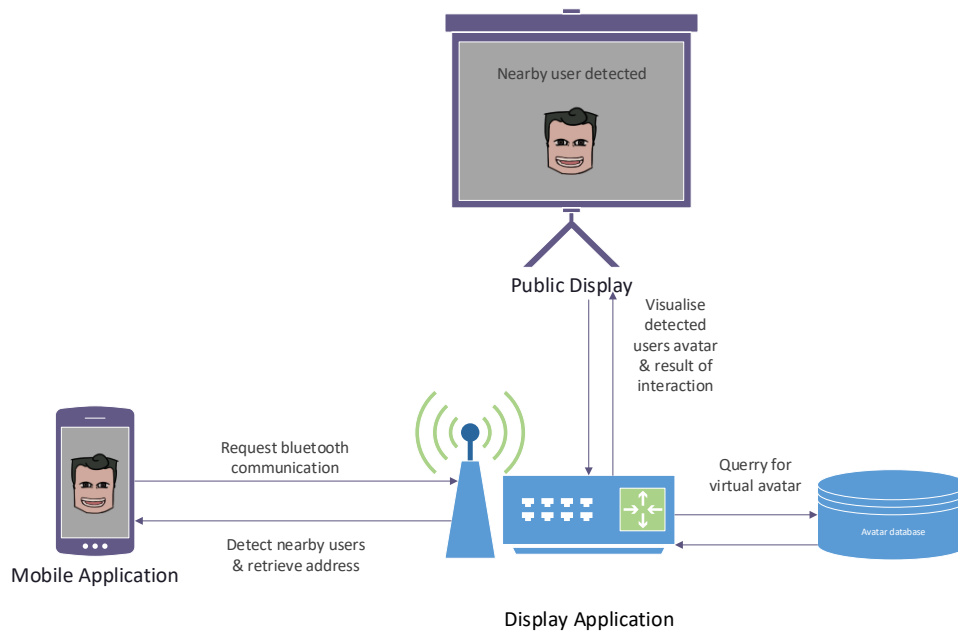 Nearby user detected
Public Display
Visualise
detected
users avatar
& result of
interaction
Request bluetooth
communication
Querry for
virtual avatar
Avatar database
Detect nearby users
& retrieve address
Mobile Application
Display Application